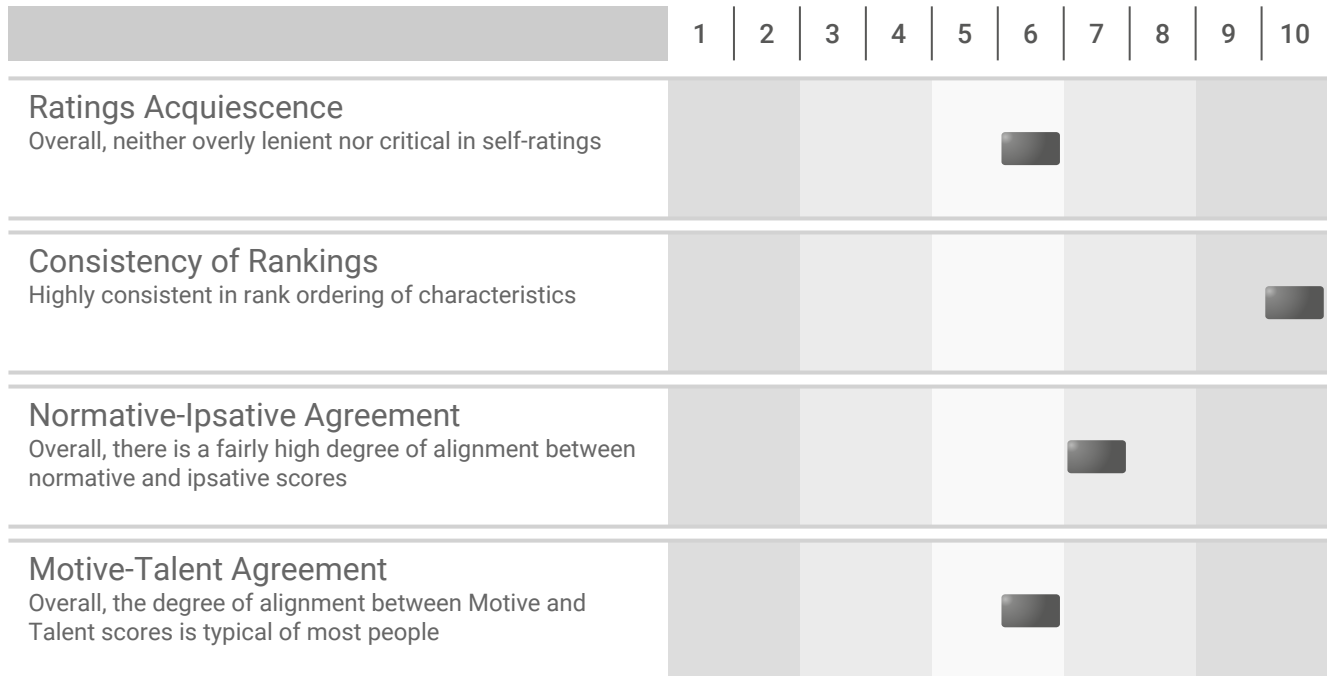 1 2 3 4 5 6 7 8 9 10
Ratings Acquiescence
Overall, neither overly lenient nor critical in self-ratings
Consistency of Rankings
Highly consistent in rank ordering of characteristics
Normative-Ipsative Agreement
Overall, there is a fairly high degree of alignment between
normative and ipsative scores
Motive-Talent Agreement
Overall, the degree of alignment between Motive and
Talent scores is typical of most people